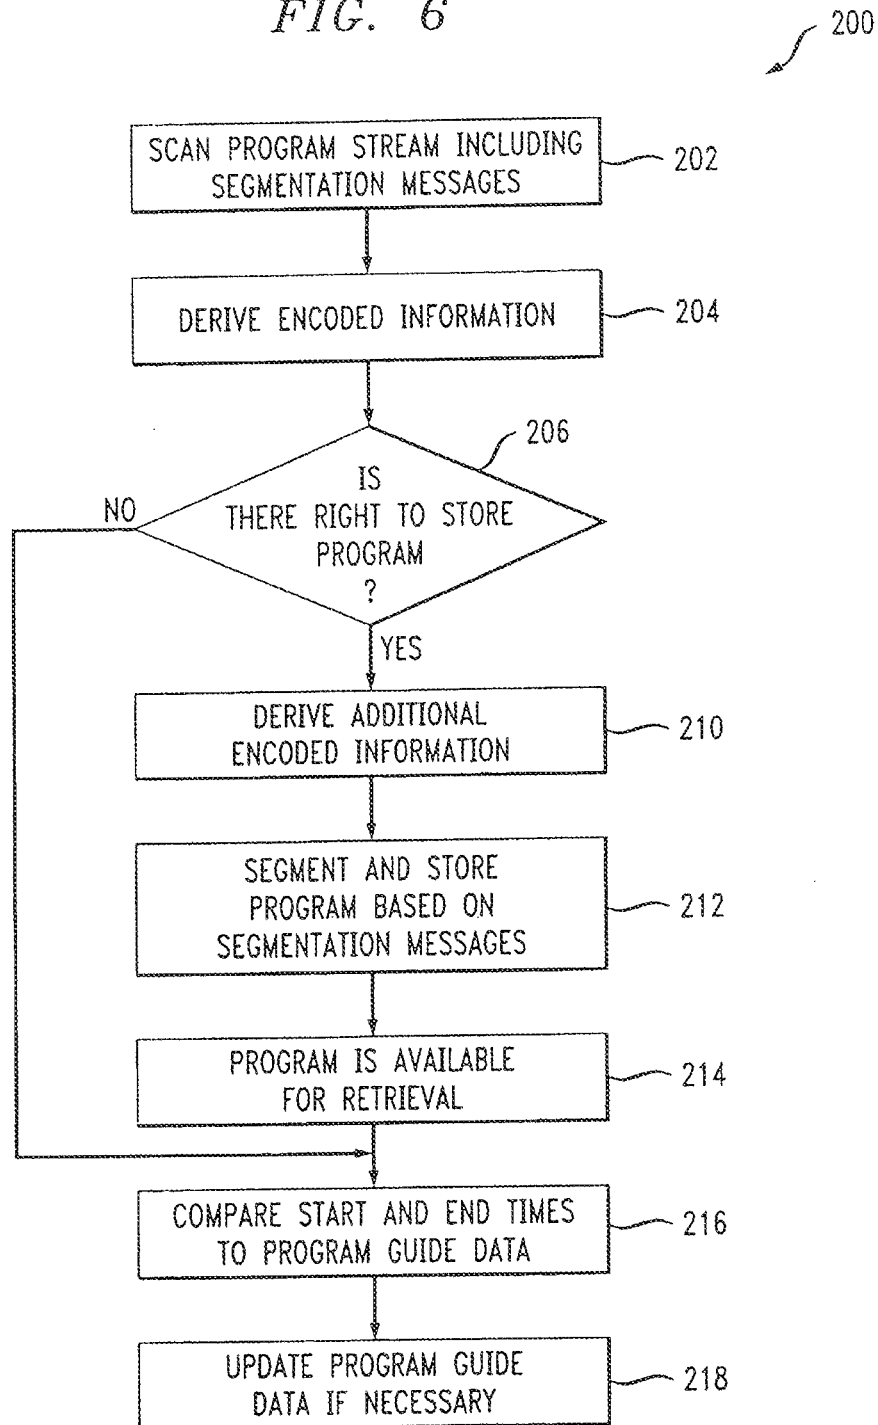 FIG. 6
200
SCAN PROGRAM STREAM INCLUDING
SEGMENTATION MESSAGES
202
DERIVE ENCODED INFORMATION
204
206
IS
THERE RIGHT TO STORE
PROGRAM
?
NO
YES
DERIVE ADDITIONAL
ENCODED INFORMATION
210
SEGMENT AND STORE
PROGRAM BASED ON
SEGMENTATION MESSAGES
212
PROGRAM IS AVAILABLE
FOR RETRIEVAL
214
COMPARE START AND END TIMES
TO PROGRAM GUIDE DATA
216
UPDATE PROGRAM GUIDE
DATA IF NECESSARY
218